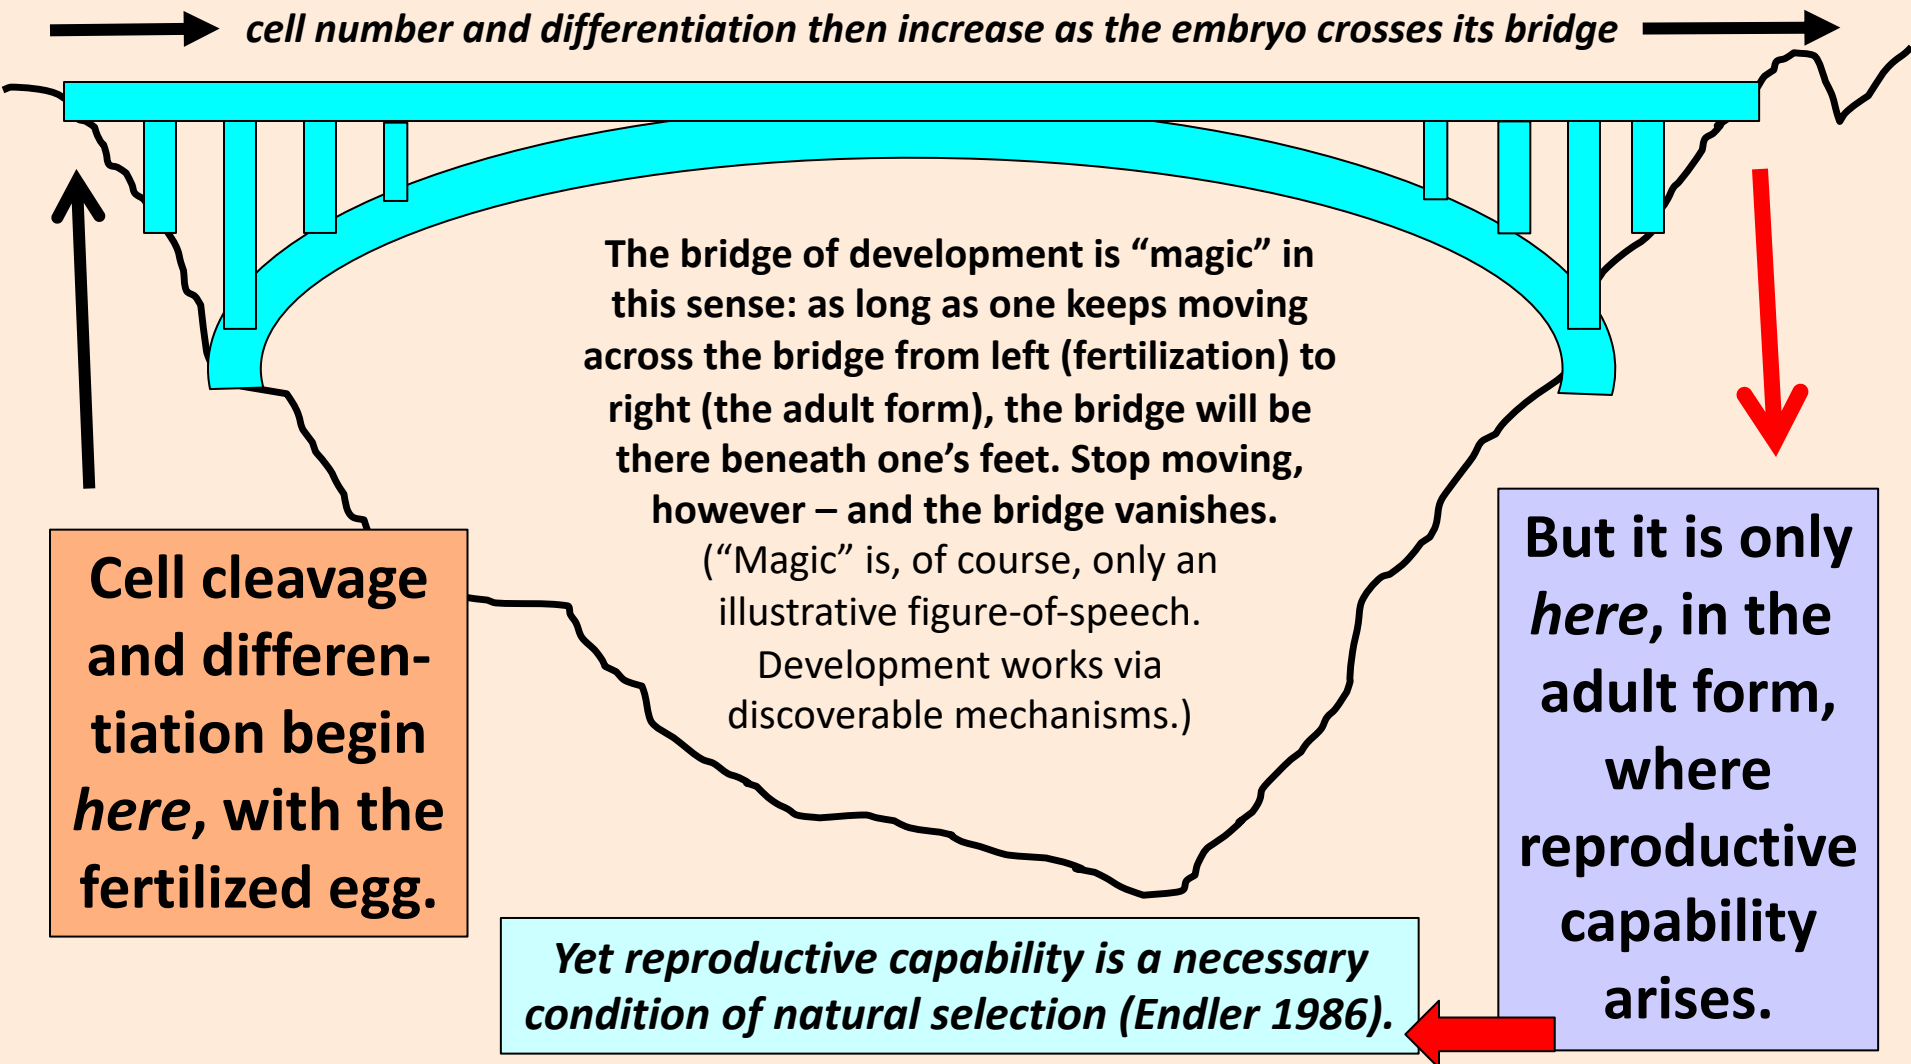 cell number and differentiation then increase as the embryo crosses its bridge
The bridge of development is “magic” in
this sense: as long as one keeps moving
across the bridge from left (fertilization) to
right (the adult form), the bridge will be
there beneath one’s feet. Stop moving,
however – and the bridge vanishes.
(“Magic” is, of course, only an
illustrative figure-of-speech.
Development works via
discoverable mechanisms.)
Cell cleavage
and differen-
tiation begin
here, with the
fertilized egg.
But it is only
here, in the
adult form,
where
reproductive
capability
arises.
Yet reproductive capability is a necessary
condition of natural selection (Endler 1986).